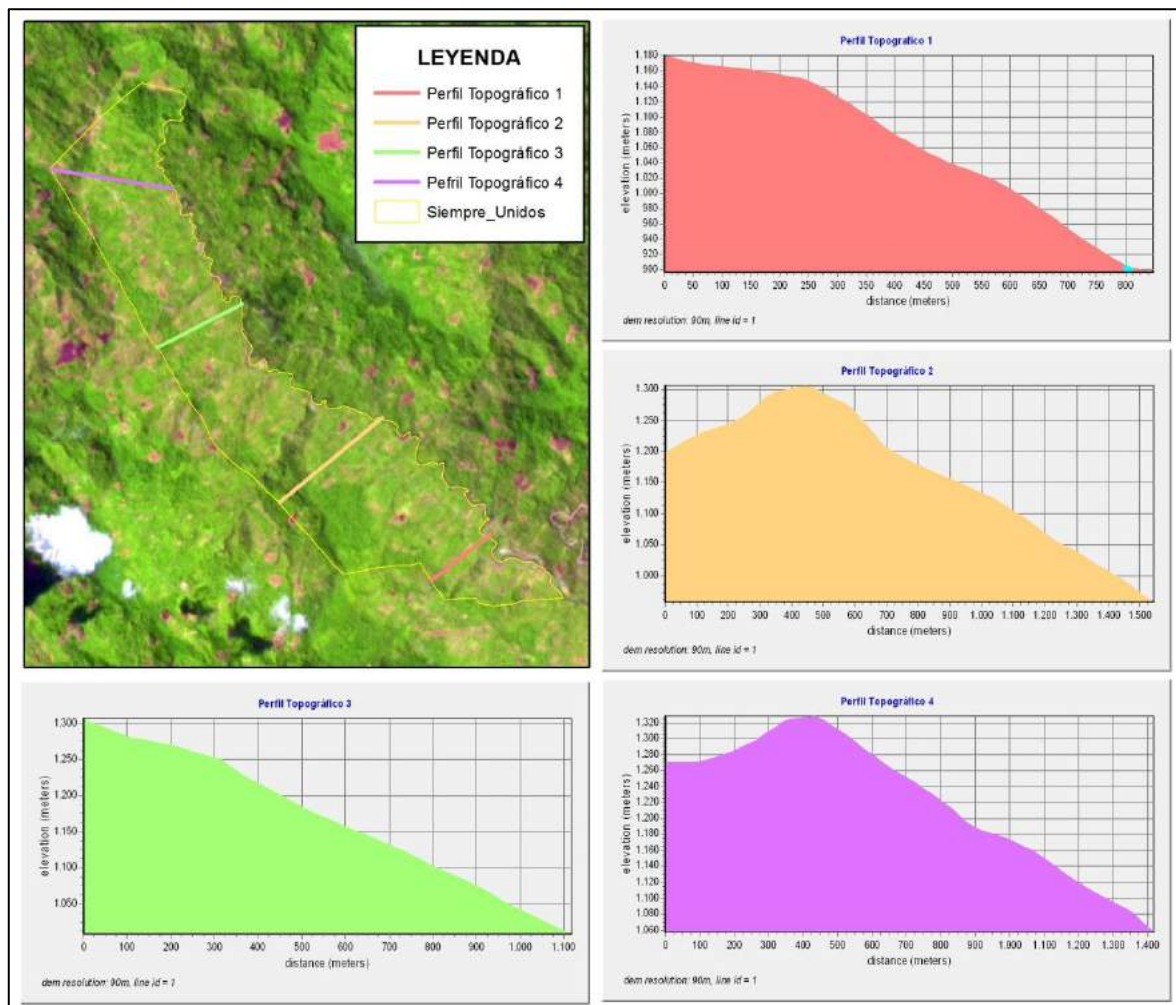 LEYENDA
Perfil Topográfico 1
Perfil Topográfico 2
Perfil Topográfico 3
Pefril Topográfico 4
Siempre_Unidos
Perfil Topografico 1
elevation (meters)
1.180
1.160
1.140
1.120
1.100
1.080
1.060
1.040
1.020
1.000
980
960
940
920
900
0 50 100 150 200 250 300 350 400 450 500 550 600 650 700 750 800
distance (meters)
dem resolution: 90m, line id = 1
Perfil Topográfico 2
elevation (meters)
1.300
1.250
1.200
1.150
1.100
1.050
1.000
0 100 200 300 400 500 600 700 800 900 1.000 1.100 1.200 1.300 1.400 1.500
distance (meters)
dem resolution: 90m, line id = 1
Perfil Topográfico 3
elevation (meters)
1.300
1.250
1.200
1.150
1.100
1.050
0 100 200 300 400 500 600 700 800 900 1.000 1.100
distance (meters)
dem resolution: 90m, line id = 1
Perfil Topográfico 4
elevation (meters)
1.320
1.300
1.280
1.260
1.240
1.220
1.200
1.180
1.160
1.140
1.120
1.100
1.080
1.060
0 100 200 300 400 500 600 700 800 900 1.000 1.100 1.200 1.300 1.400
distance (meters)
dem resolution: 90m, line id = 1